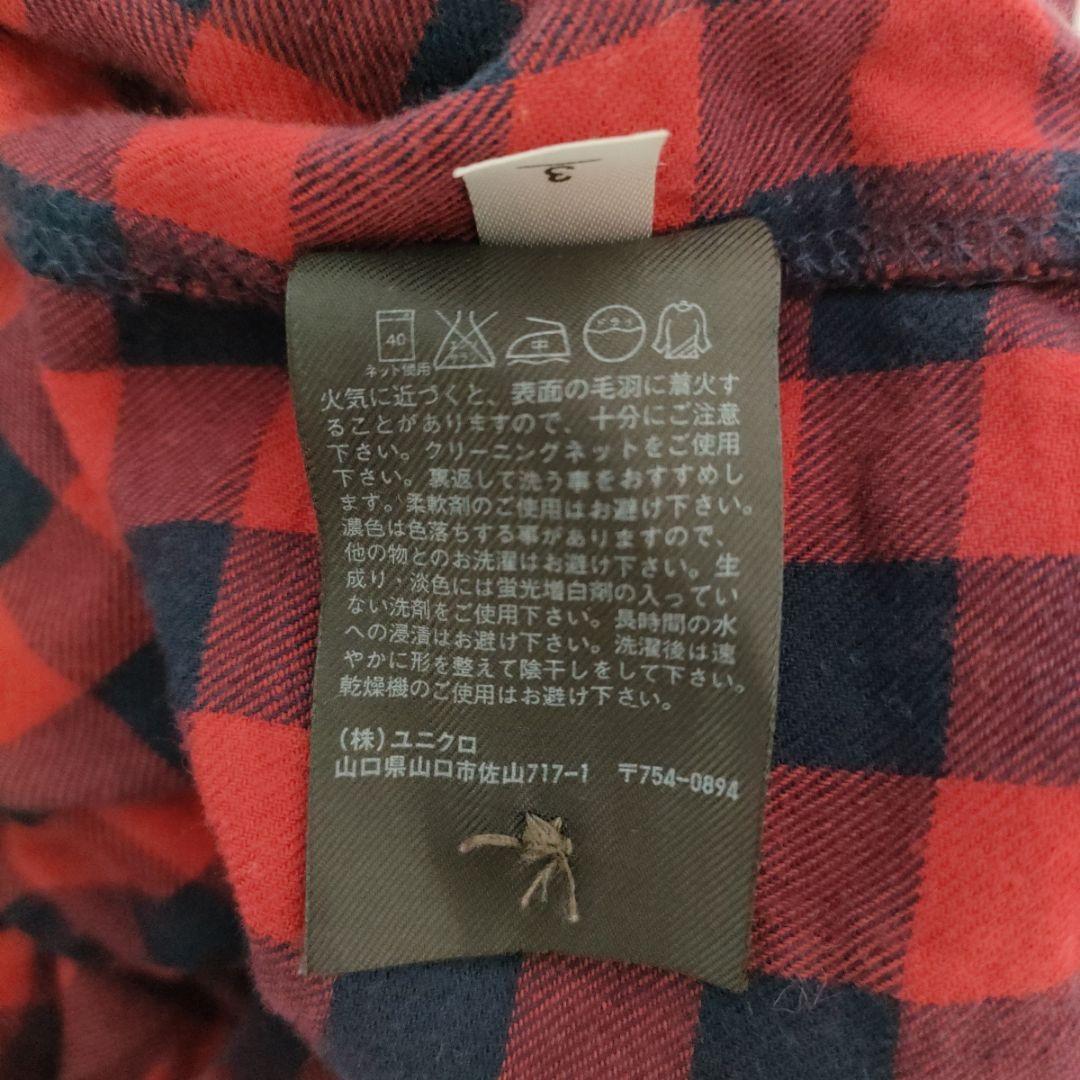 3
40
エンソ
サラシ
中
ドライ
ネット使用
火気に近づくと、表面の毛羽に着火す
ることがありますので、十分にご注意
下さい。クリーニングネットをご使用
下さい。裏返して洗う事をおすすめし
ます。柔軟剤のご使用はお避け下さい。
濃色は色落ちする事がありますので、
他の物とのお洗濯はお避け下さい。生
成り・淡色には蛍光増白剤の入ってい
ない洗剤をご使用下さい。長時間の水
への浸漬はお避け下さい。洗濯後は速
やかに形を整えて陰干しをして下さい。
乾燥機のご使用はお避け下さい。
(株)ユニクロ
山口県山口市佐山717-1 〒754-0894